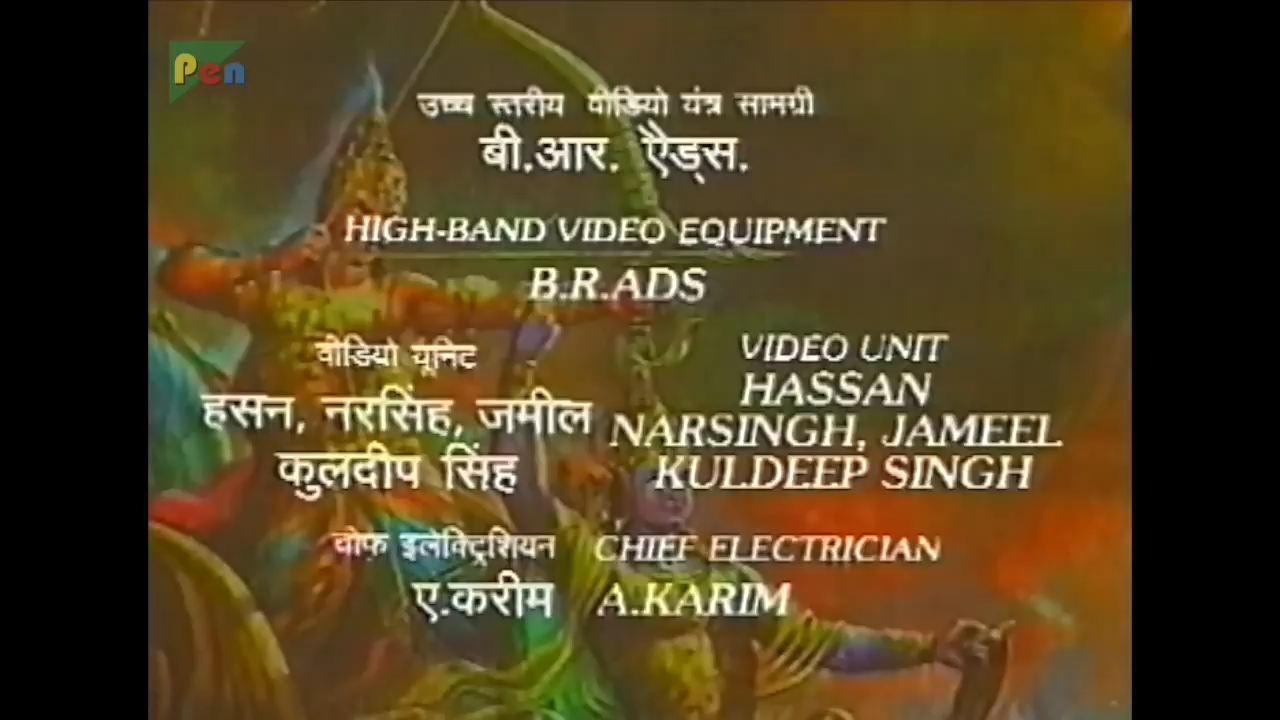 Pen
उच्च स्तरीय वीडियो यंत्र सामग्री
बी.आर. ऐड्स.
HIGH-BAND VIDEO EQUIPMENT
B.R.ADS
वीडियो यूनिट
हसन, नरसिंह, जमील
कुलदीप सिंह
VIDEO UNIT
HASSAN
NARSINGH, JAMEEL
KULDEEP SINGH
चीफ इलेक्ट्रिशियन
ए.करीम
CHIEF ELECTRICIAN
A.KARIM